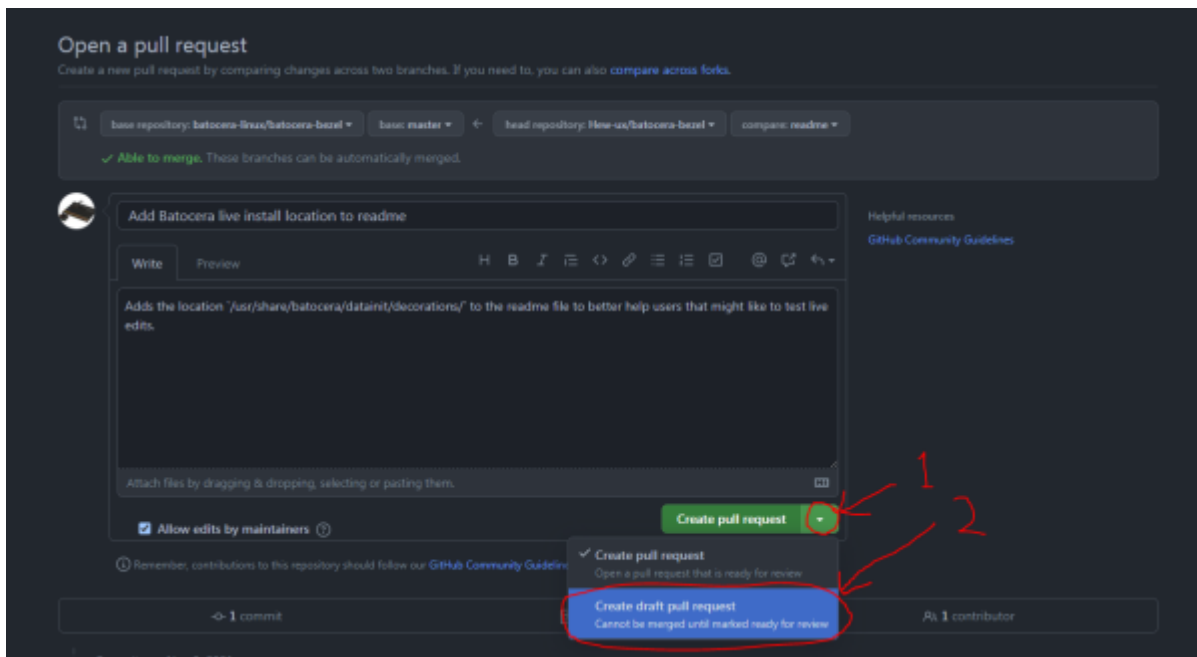 Open a pull request
Create a new pull request by comparing changes across two branches. If you need to, you can also compare across forks.
base repository: batocera-linux/batocera-bezel base: master ← head repository: New-ux/batocera-bezel compare: readme
✓ Able to merge. These branches can be automatically merged.
Add Batocera live install location to readme
Helpful resources
GitHub Community Guidelines
Write Preview
Adds the location `/usr/share/batocera/datainit/decorations/` to the readme file to better help users that might like to test live
edits.
Attach files by dragging & dropping, selecting or pasting them.
1
2
Allow edits by maintainers
Create pull request
Remember, contributions to this repository should follow our GitHub Community
✓ Create pull request
Open a pull request that is ready for review
Create draft pull request
Cannot be merged until marked ready for review
1 commit
1 contributor